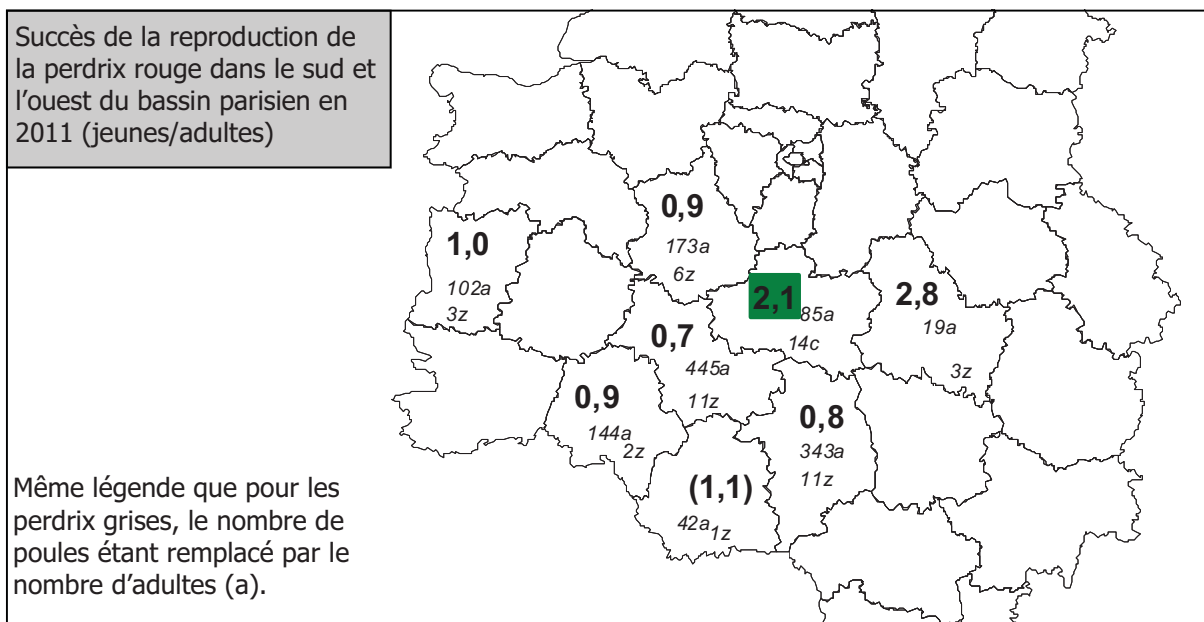 Succès de la reproduction de
la perdrix rouge dans le sud et
l'ouest du bassin parisien en
2011 (jeunes/adultes)
0,9
173a
6z
1,0
102a
3z
2,1
85a
14c
2,8
19a
3z
0,7
445a
11z
0,9
144a
2z
0,8
343a
11z
(1,1)
42a
1z
Même légende que pour les
perdrix grises, le nombre de
poules étant remplacé par le
nombre d'adultes (a).